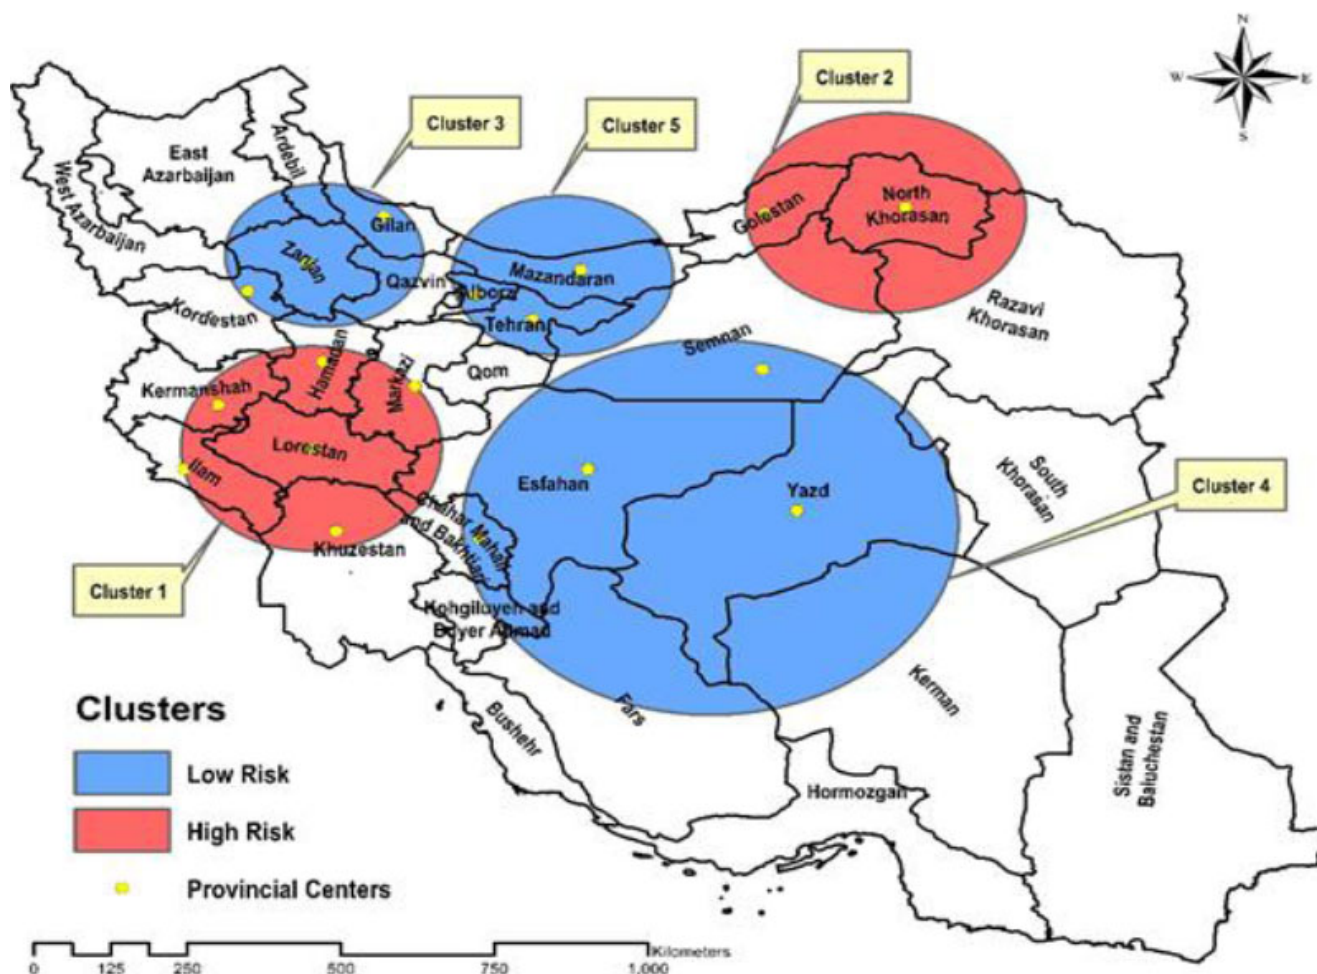 N
W
E
S
Cluster 2
Cluster 3
Cluster 5
East
Azarbaijan
Ardebil
West Azarbaijan
Gilan
Zanjan
Golestan
North
Khorasan
Qazvin
Mazandaran
Alborz
Tehran
Kordestan
Razavi
Khorasan
Semnan
Kermanshah
Hamadan
Markazi
Qom
Lorestan
Ilam
Esfahan
Yazd
South
Khorasan
Cluster 4
Chahar Mahall
and Bakhtiari
Khuzestan
Cluster 1
Kohgiluyeh and
Buyer Ahmad
Kerman
Fars
Bushehr
Sistan and
Baluchestan
Hormozgan
Clusters
Low Risk
High Risk
Provincial Centers
Kilometers
0 125 250 500 750 1,000